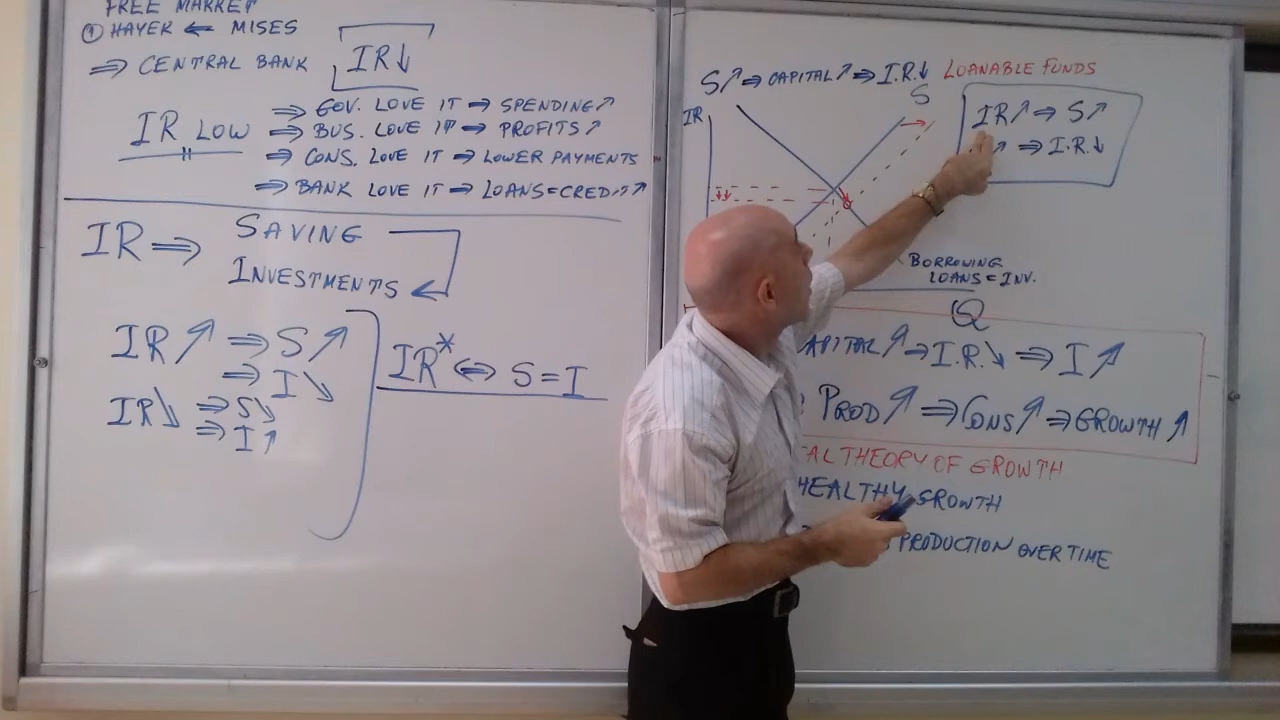 FREE MARKET
① HAYEK ← MISES
⇒ CENTRAL BANK IR↓
IR LOW
⇒ GOV. LOVE IT ⇒ SPENDING↗
⇒ BUS. LOVE IT ⇒ PROFITS↗
⇒ CONS. LOVE IT → LOWER PAYMENTS
⇒ BANK LOVE IT → LOANS=CREDIT↗
IR ⇒ SAVING
INVESTMENTS
IR↗ ⇒ S↗
⇒ I↘
IR↘ ⇒ S↘
⇒ I↗
IR* ⇔ S=I
S↗ ⇒ CAPITAL↗ ⇒ I.R.↓ LOANABLE FUNDS
IR
S
IR↗ ⇒ S↗
↗ ⇒ I.R.↓
BORROWING
LOANS=INV.
Q
APITAL↗ ⇒ I.R.↘ ⇒ I↗
PROD↗ ⇒ CONS↗ ⇒ GROWTH↗
AL THEORY OF GROWTH
HEALTHY GROWTH
PRODUCTION OVER TIME